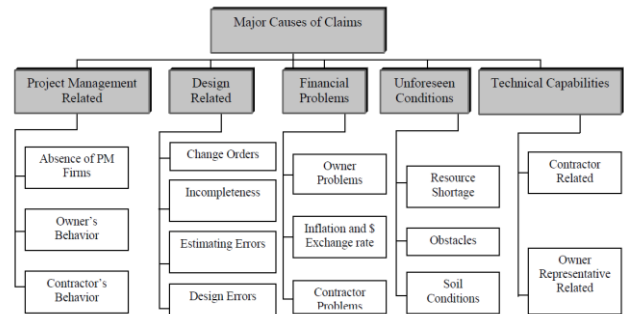 Major Causes of
Claims
Project Management
Related
Design
Related
Financial
Problems
Unforeseen
Conditions
Technical Capabilities
Absence of PM
Firms
Owner's
Behavior
Contractor's
Behavior
Change Orders
Incompleteness
Estimating Errors
Design Errors
Owner
Problems
Inflation and $
Exchange rate
Contractor
Problems
Resource
Shortage
Obstacles
Soil
Conditions
Contractor
Related
Owner
Representative
Related